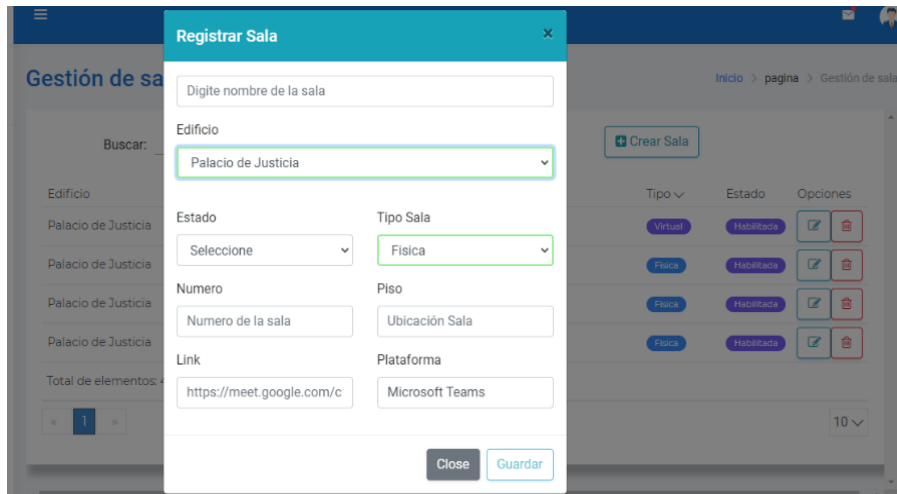 Registrar Sala ×
Gestión de sa
Inicio > pagina > Gestión de sala
Digite nombre de la sala
Edificio
Palacio de Justicia
Buscar:
Crear Sala
Edificio Tipo Estado Opciones
Palacio de Justicia Virtual Habilitada
Palacio de Justicia Fisica Habilitada
Palacio de Justicia Fisica Habilitada
Palacio de Justicia Fisica Habilitada
Estado Tipo Sala
Seleccione Fisica
Numero Piso
Numero de la sala Ubicación Sala
Link Plataforma
https://meet.google.com/c Microsoft Teams
Total de elementos: 4
« 1 » 10
Close Guardar